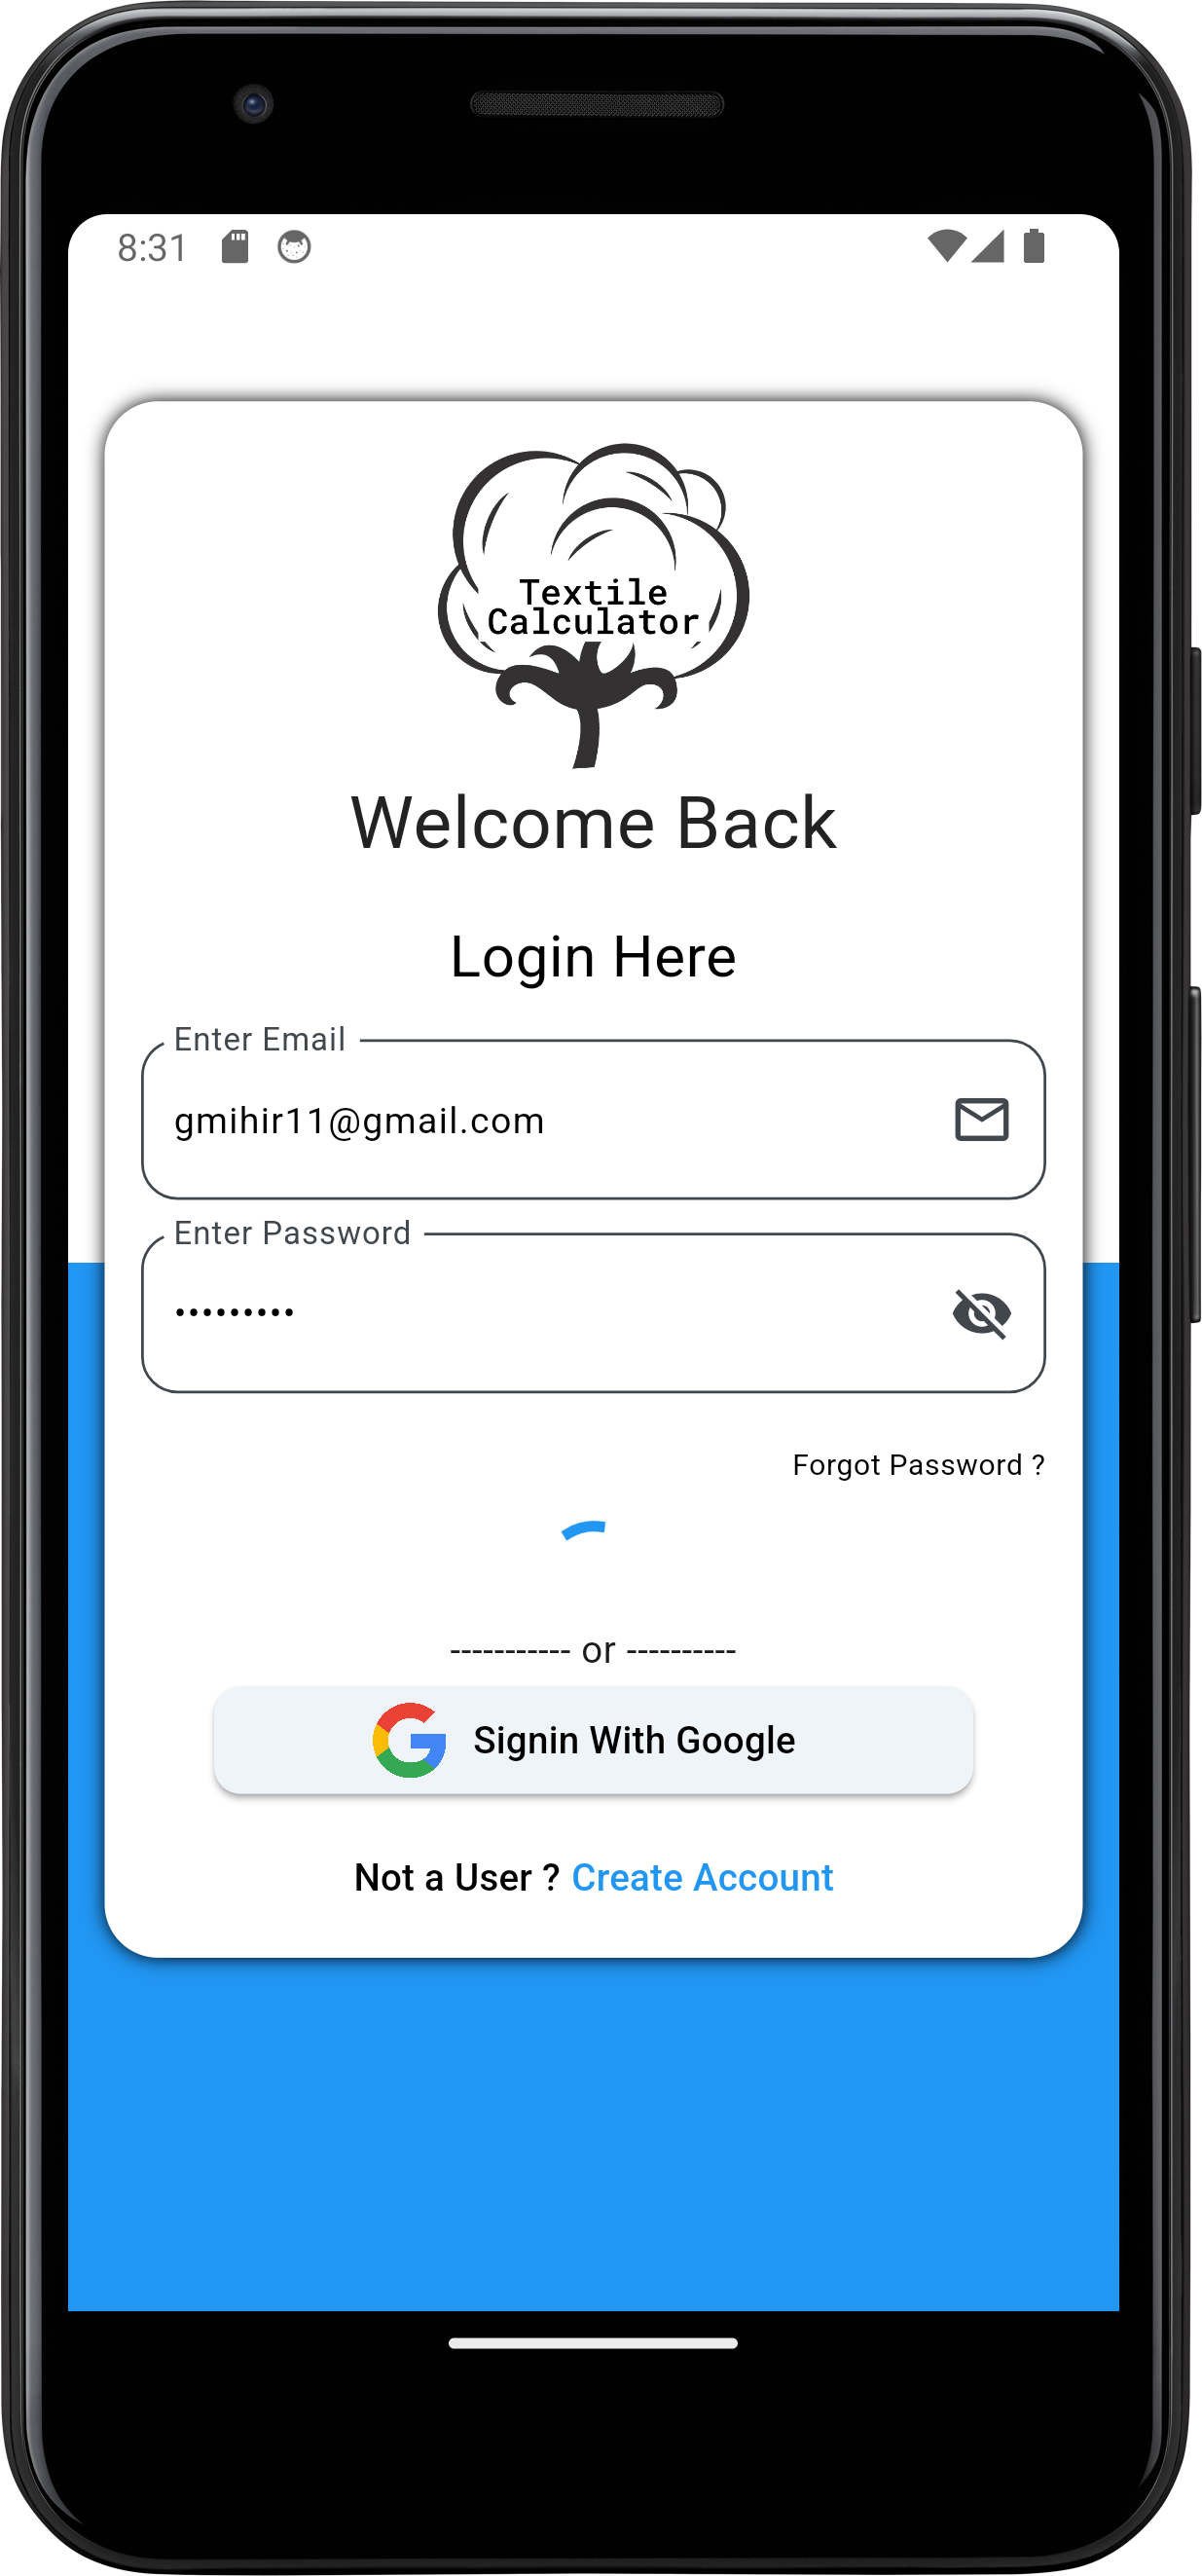 8:31
Textile
Calculator
Welcome Back
Login Here
Enter Email
gmihir11@gmail.com
Enter Password
•••••••••
Forgot Password ?
----------- or ----------
Signin With Google
Not a User ? Create Account